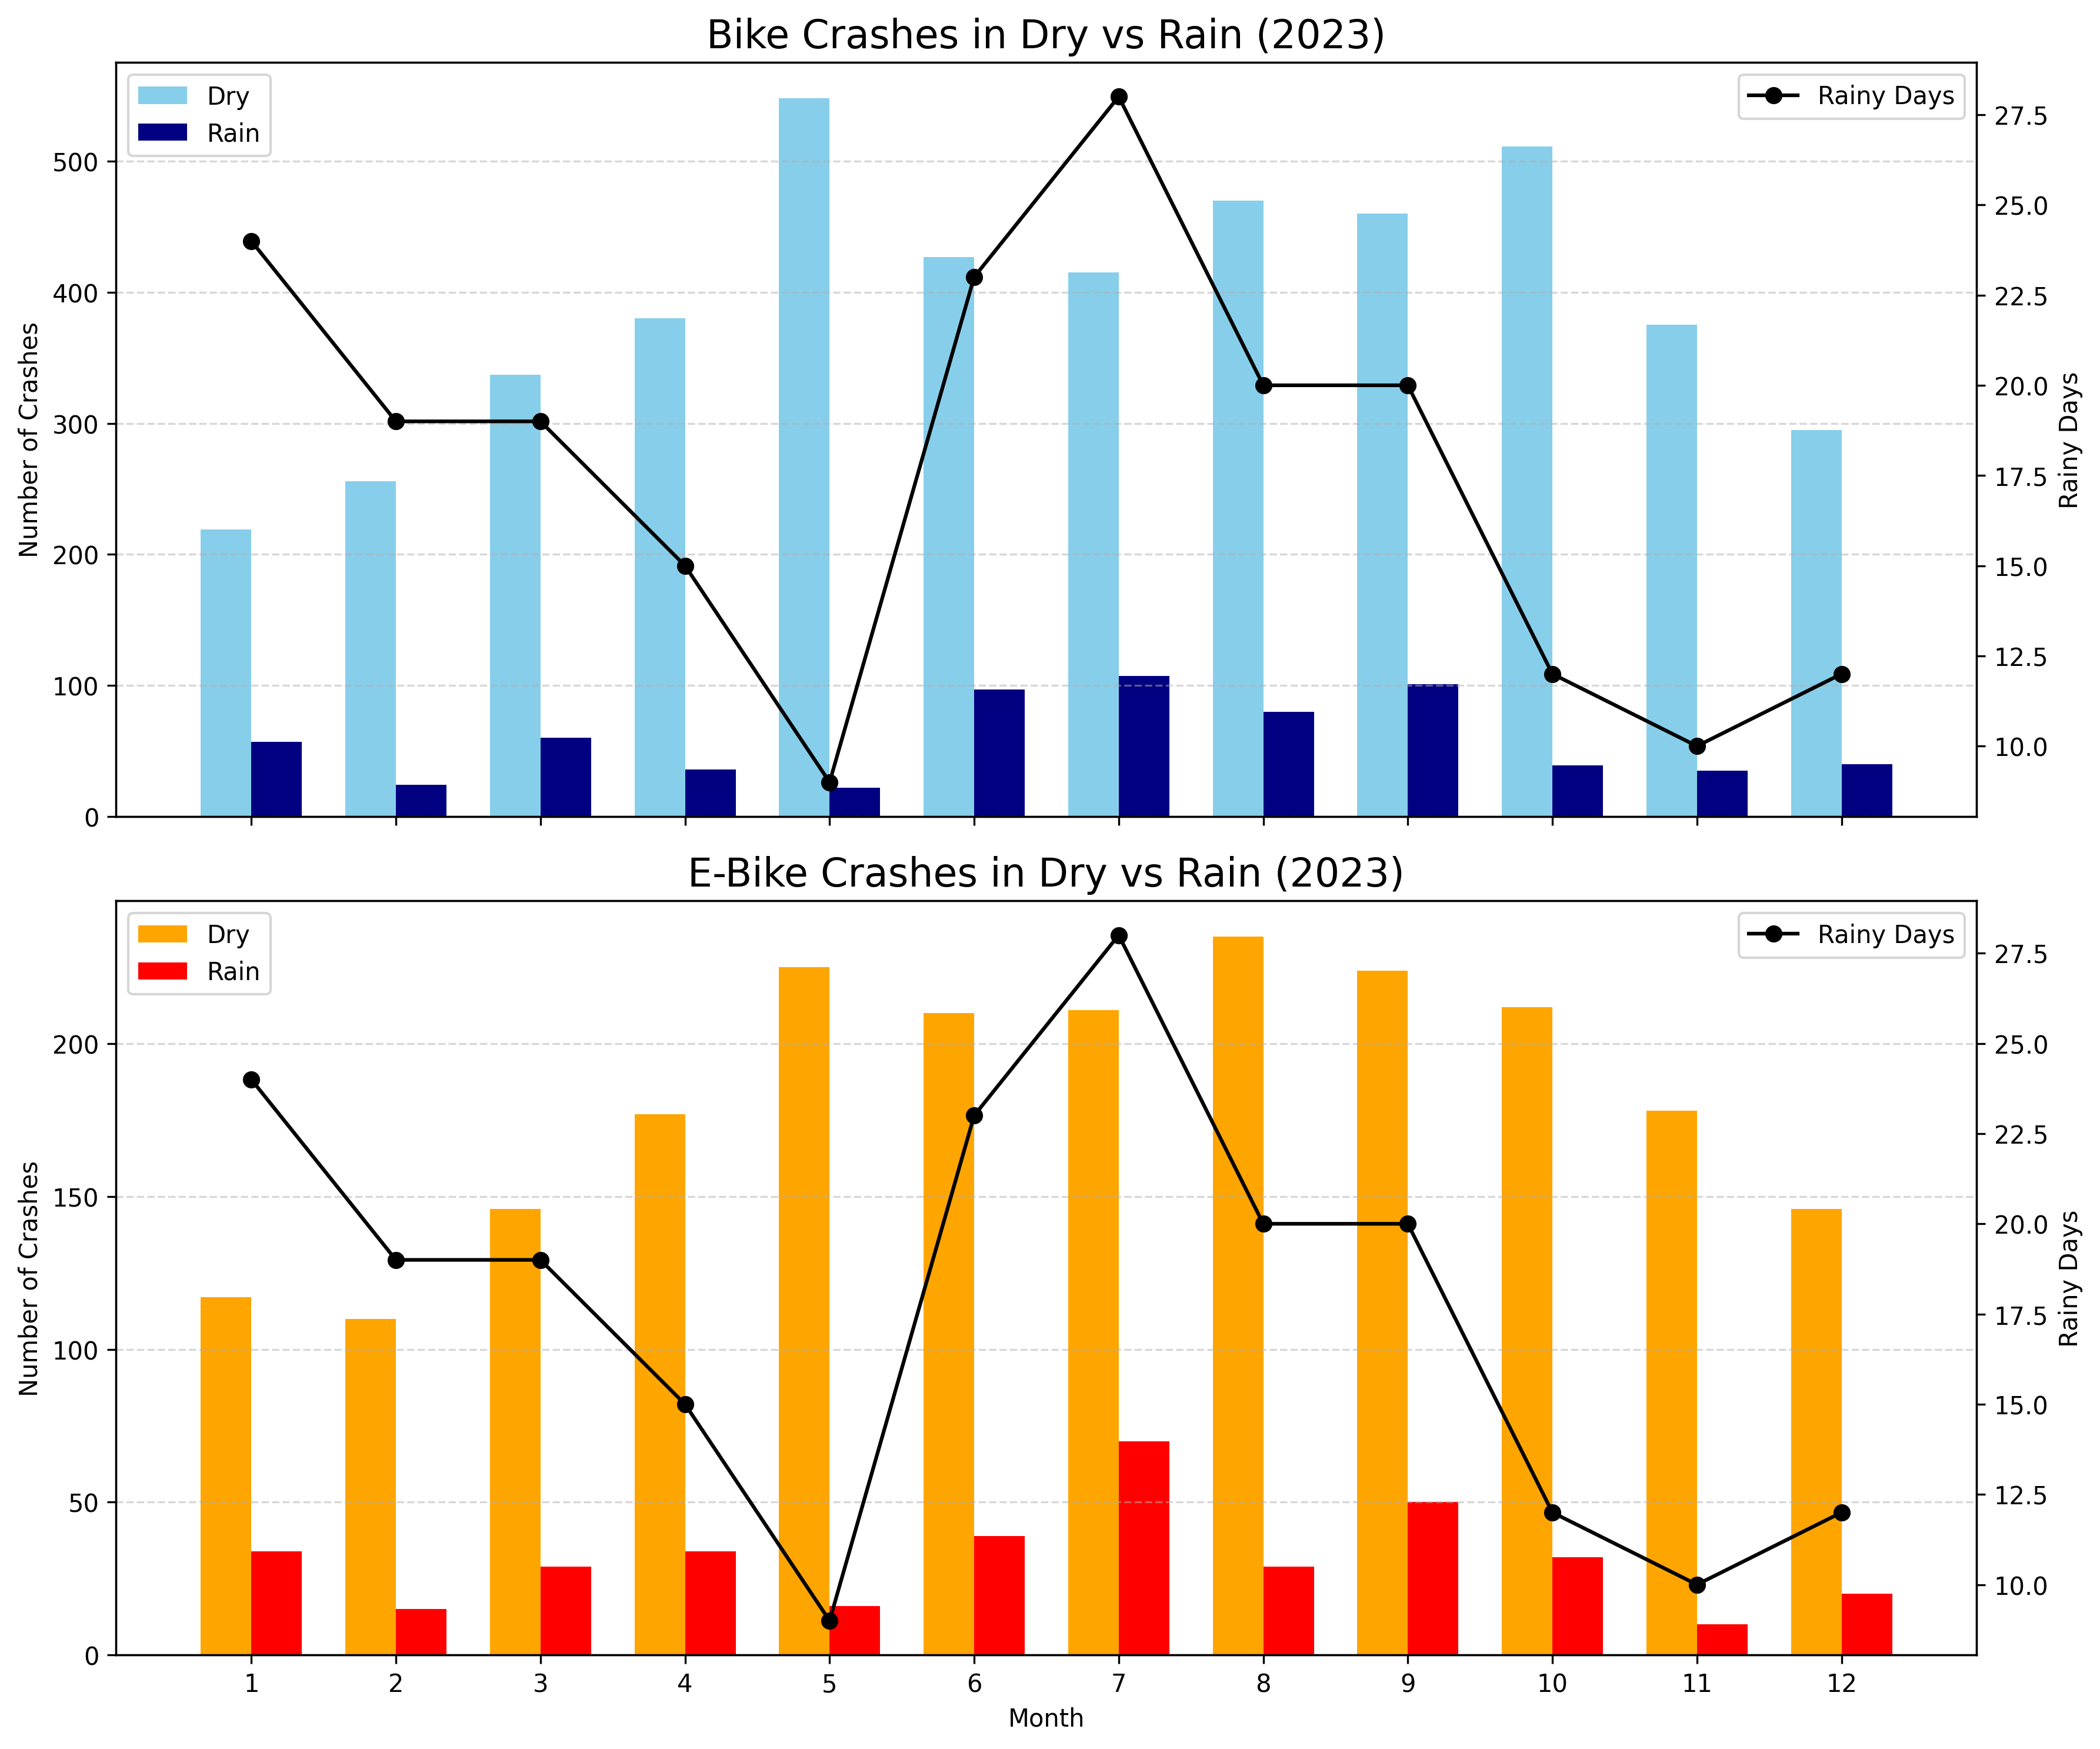 Bike Crashes in Dry vs Rain (2023)
Dry
Rain
Rainy Days
Number of Crashes
500
400
300
200
100
0
27.5
25.0
22.5
20.0
17.5
15.0
12.5
10.0
Rainy Days
E-Bike Crashes in Dry vs Rain (2023)
Dry
Rain
Rainy Days
Number of Crashes
200
150
100
50
0
27.5
25.0
22.5
20.0
17.5
15.0
12.5
10.0
Rainy Days
1 2 3 4 5 6 7 8 9 10 11 12
Month